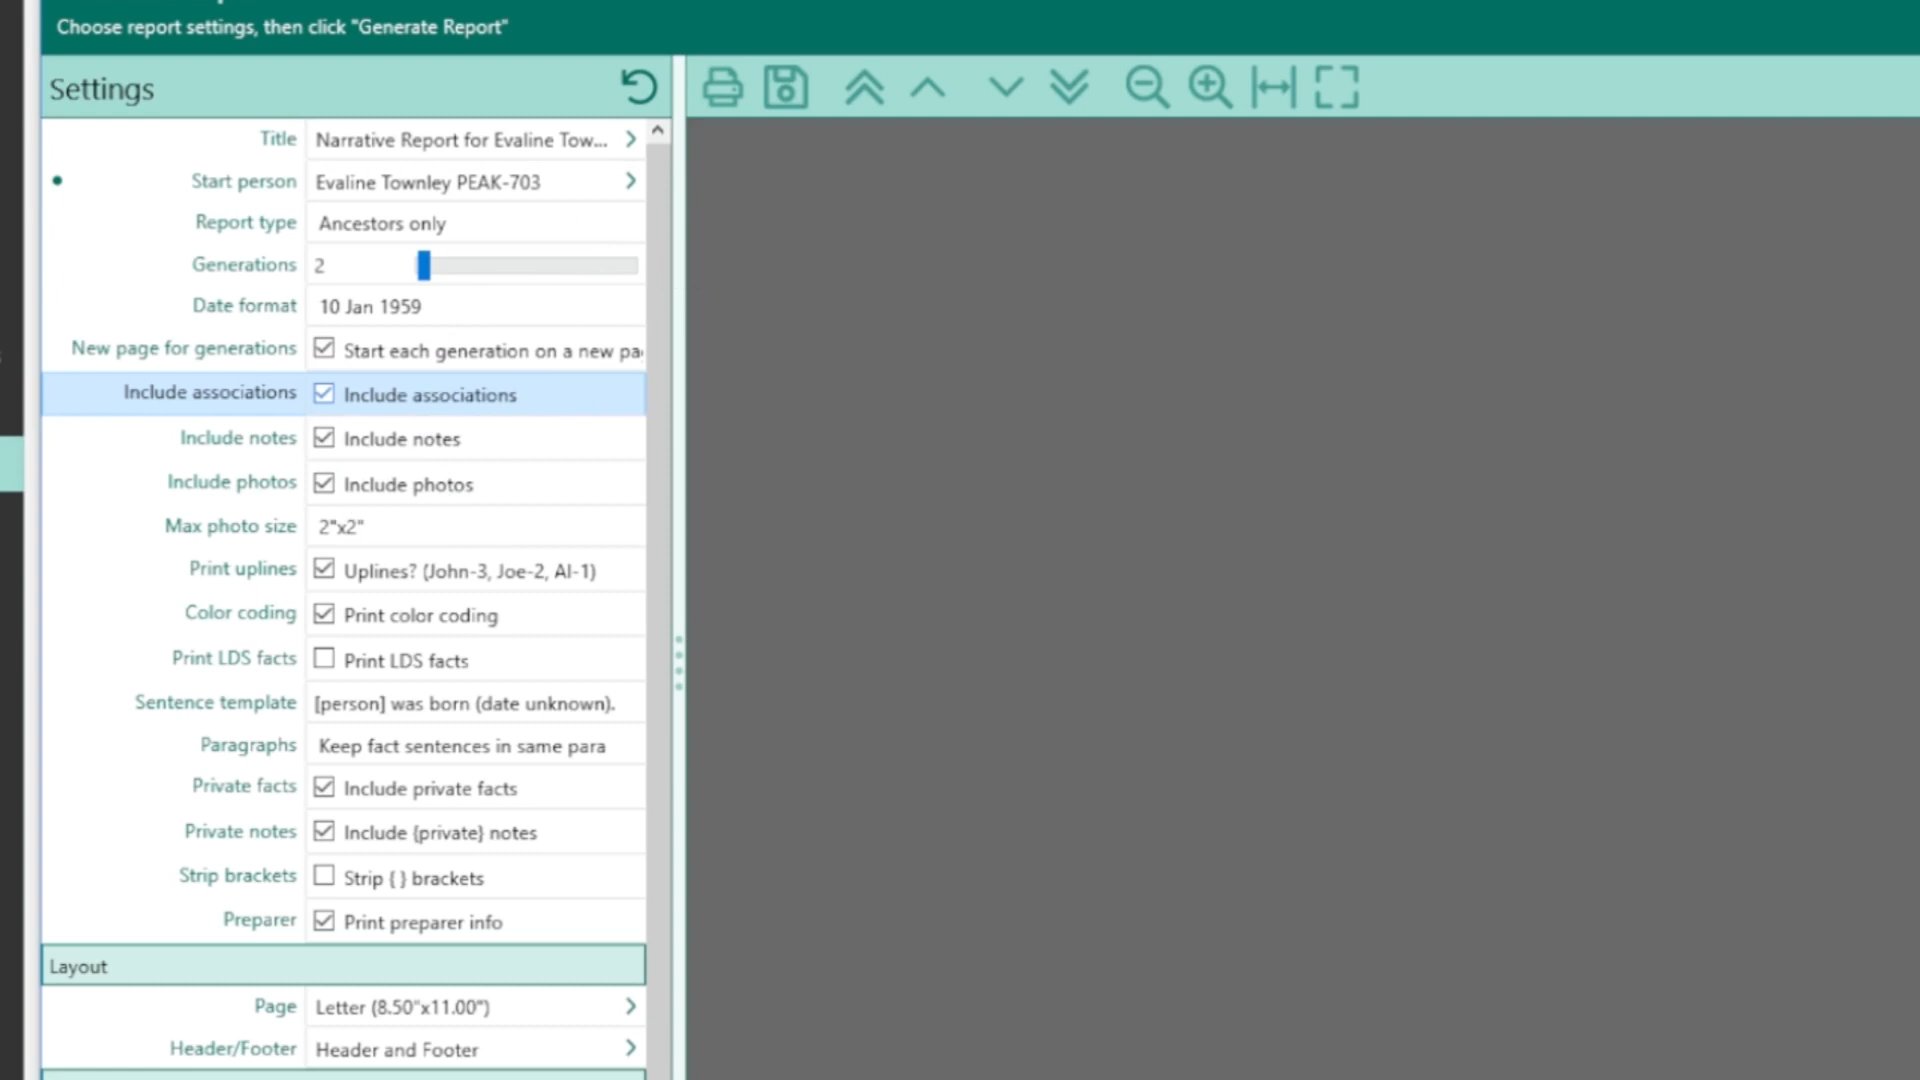 Choose report settings, then click "Generate Report"
Settings
Title Narrative Report for Evaline Tow...
Start person Evaline Townley PEAK-703
Report type Ancestors only
Generations 2
Date format 10 Jan 1959
New page for generations Start each generation on a new pa
Include associations Include associations
Include notes Include notes
Include photos Include photos
Max photo size 2"x2"
Print uplines Uplines? (John-3, Joe-2, Al-1)
Color coding Print color coding
Print LDS facts Print LDS facts
Sentence template [person] was born (date unknown).
Paragraphs Keep fact sentences in same para
Private facts Include private facts
Private notes Include {private} notes
Strip brackets Strip { } brackets
Preparer Print preparer info
Layout
Page Letter (8.50"x11.00")
Header/Footer Header and Footer